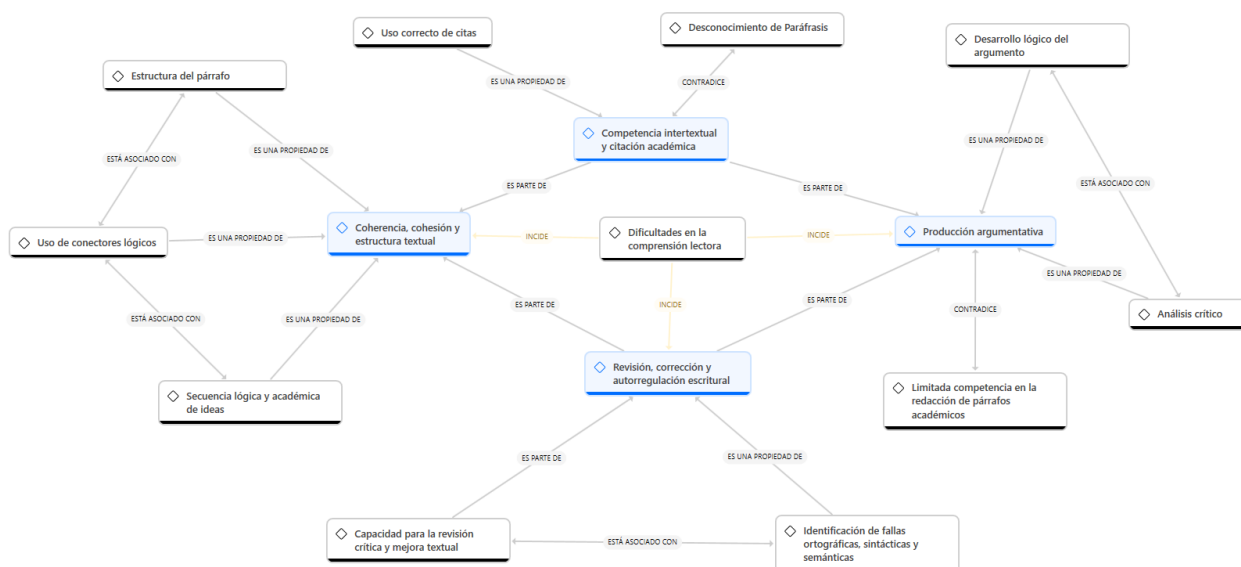 Uso correcto de citas
Desconocimiento de Paráfrasis
Desarrollo lógico del
argumento
Estructura del párrafo
ES UNA PROPIEDAD DE
CONTRADICE
Competencia intertextual
y citación académica
ES UNA PROPIEDAD DE
ES UNA PROPIEDAD DE
ESTÁ ASOCIADO CON
ES PARTE DE
ES PARTE DE
ESTÁ ASOCIADO CON
Uso de conectores lógicos
ES UNA PROPIEDAD DE
Coherencia, cohesión y
estructura textual
INCIDE
Dificultades en la
comprensión lectora
INCIDE
Producción argumentativa
ES UNA PROPIEDAD DE
ES PARTE DE
INCIDE
ES PARTE DE
CONTRADICE
Análisis crítico
ESTÁ ASOCIADO CON
ES UNA PROPIEDAD DE
Revisión, corrección y
autorregulación escritural
Secuencia lógica y académica
de ideas
Limitada competencia en la
redacción de párrafos
académicos
ES PARTE DE
ES UNA PROPIEDAD DE
Capacidad para la revisión
crítica y mejora textual
ESTÁ ASOCIADO CON
Identificación de fallas
ortográficas, sintácticas y
semánticas